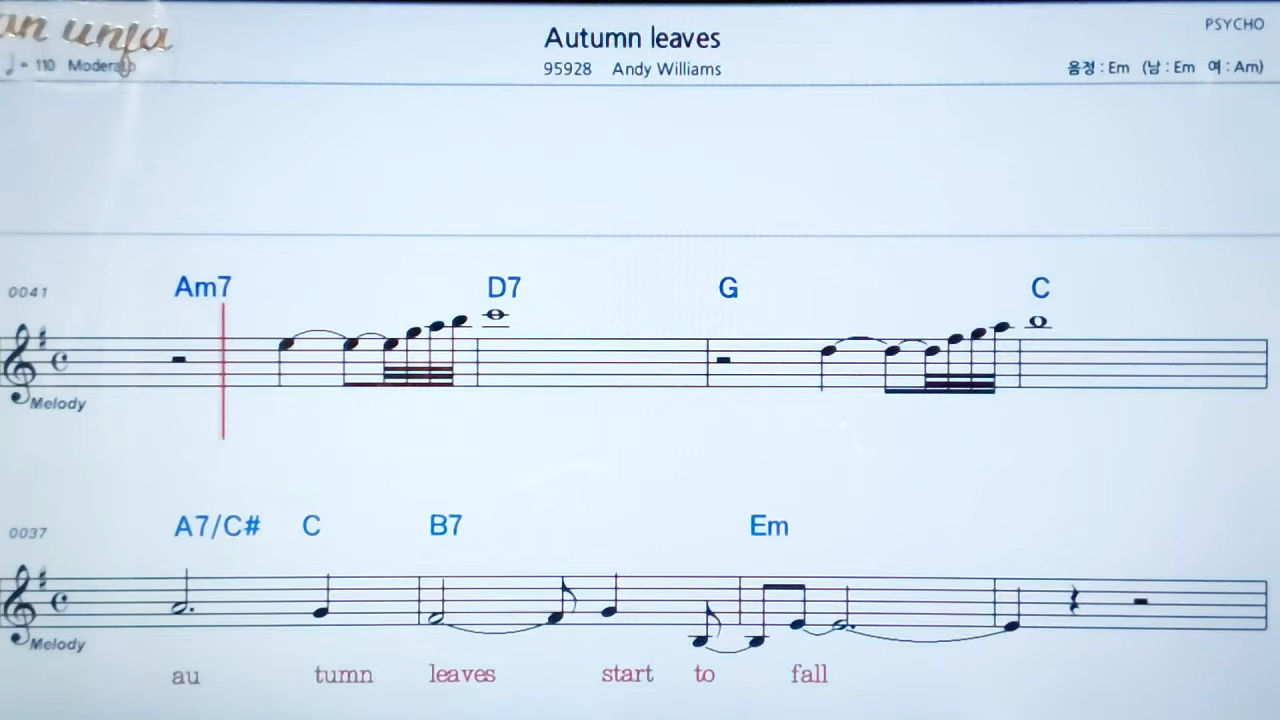 Autumn leaves
PSYCHO
♩= 110 Moderato
95928 Andy Williams
음정 : Em (남 : Em 여 : Am)
0041
Am7 D7 G C
Melody
0037
A7/C# C B7 Em
Melody
au tumn leaves start to fall